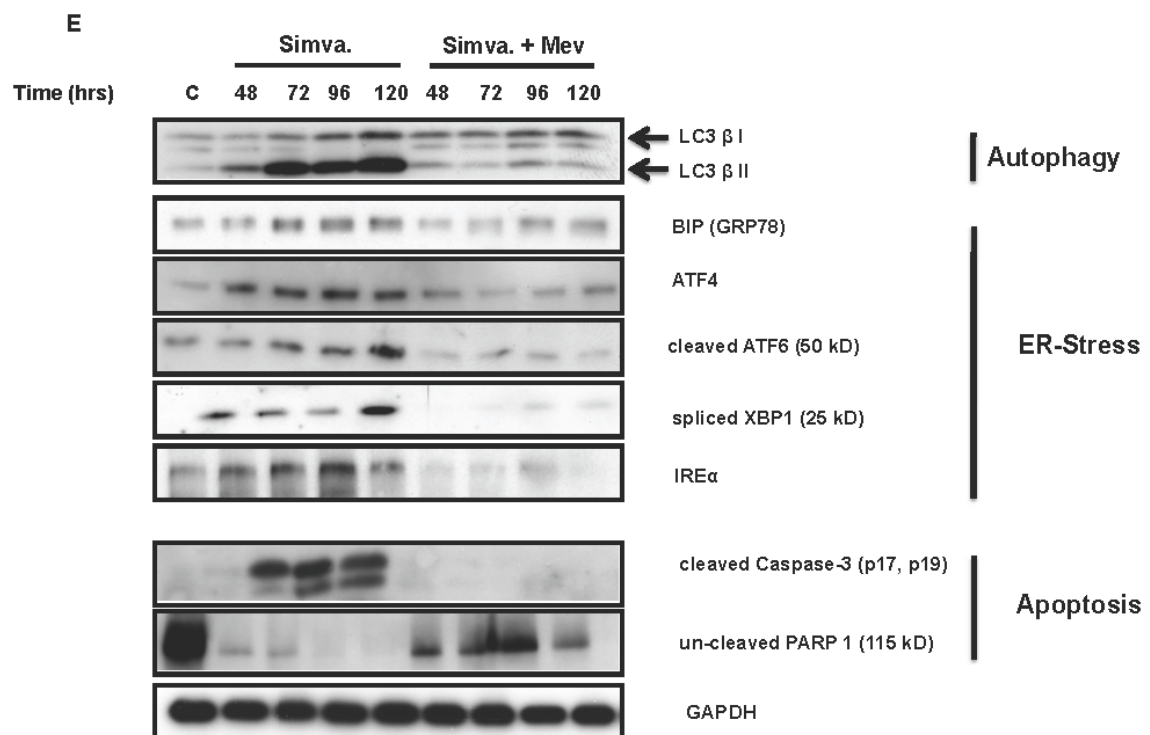 E
Simva. Simva. + Mev
Time (hrs) C 48 72 96 120 48 72 96 120
LC3 β I
LC3 β II
Autophagy
BIP (GRP78)
ATF4
cleaved ATF6 (50 kD)
ER-Stress
spliced XBP1 (25 kD)
IREα
cleaved Caspase-3 (p17, p19)
Apoptosis
un-cleaved PARP 1 (115 kD)
GAPDH